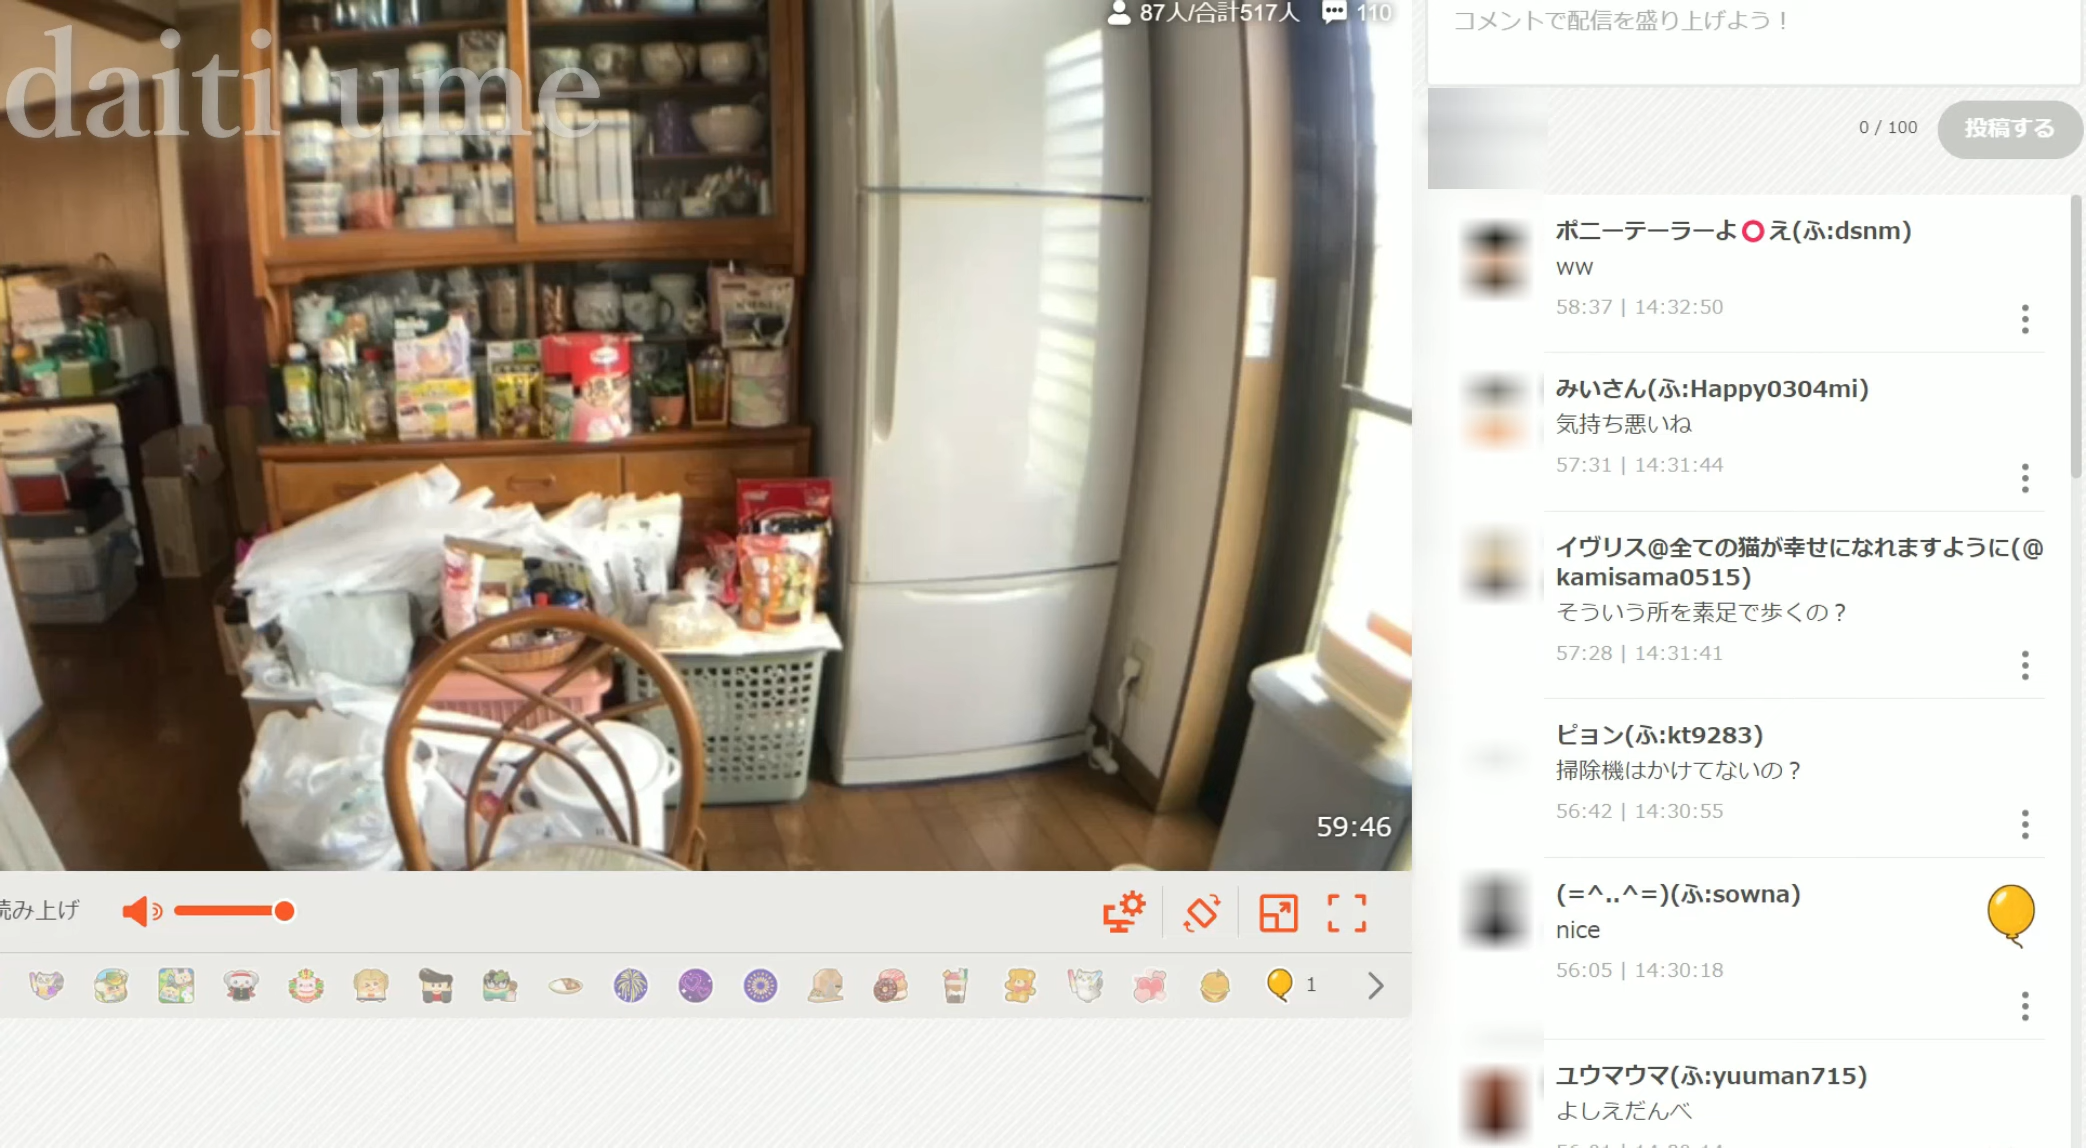 daiti ume
87人/合計517人 110
59:46
読み上げ
1
コメントで配信を盛り上げよう！
0 / 100 投稿する
ポニーテーラーよ⭕え(ふ:dsnm)
ww
58:37 | 14:32:50
みいさん(ふ:Happy0304mi)
気持ち悪いね
57:31 | 14:31:44
イヴリス@全ての猫が幸せになれますように(@
kamisama0515)
そういう所を素足で歩くの？
57:28 | 14:31:41
ピョン(ふ:kt9283)
掃除機はかけてないの？
56:42 | 14:30:55
(=^..^=)(ふ:sowna)
nice
56:05 | 14:30:18
ユウマウマ(ふ:yuuman715)
よしえだんべ